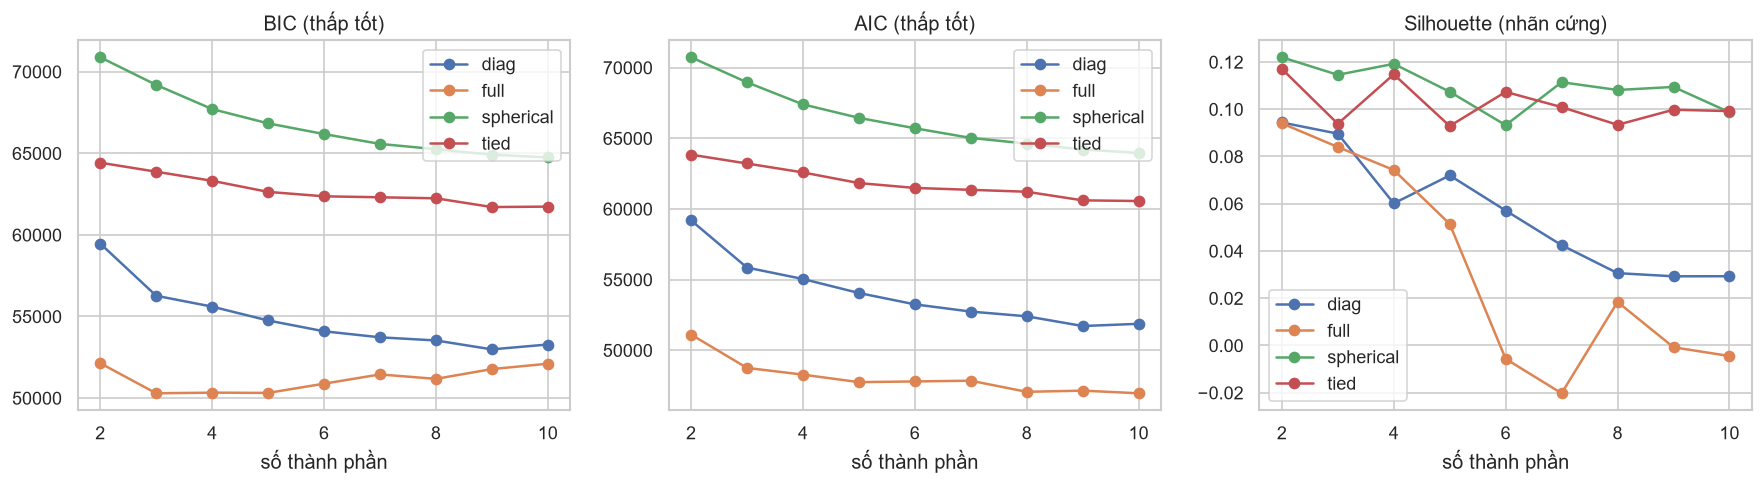 BIC (thấp tốt)
70000
65000
60000
55000
50000
2 4 6 8 10
số thành phần
diag
full
spherical
tied
AIC (thấp tốt)
70000
65000
60000
55000
50000
2 4 6 8 10
số thành phần
diag
full
spherical
tied
Silhouette (nhãn cứng)
0.12
0.10
0.08
0.06
0.04
0.02
0.00
−0.02
2 4 6 8 10
số thành phần
diag
full
spherical
tied